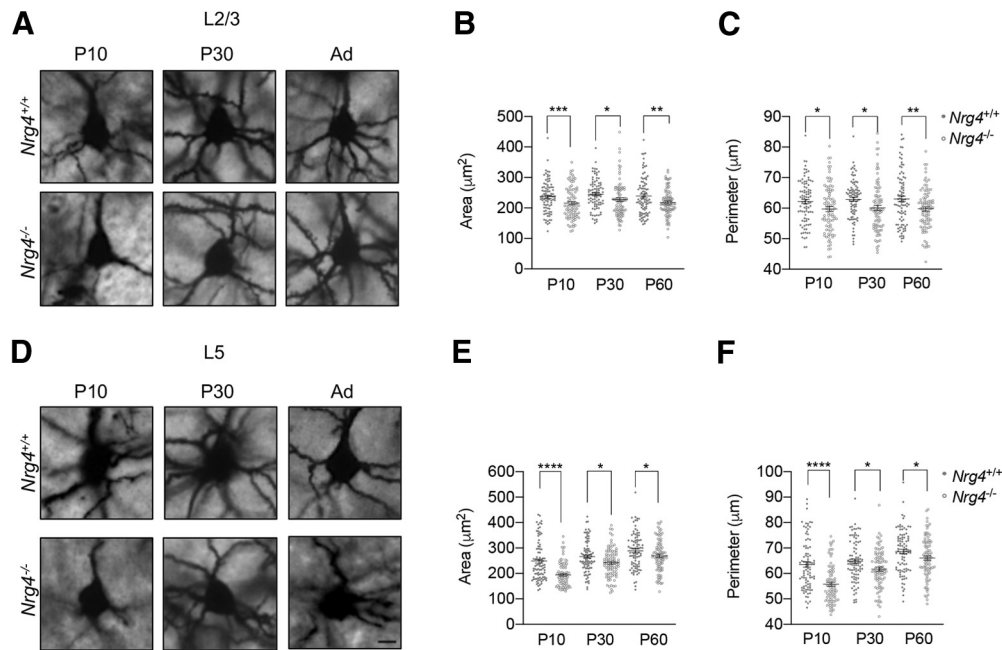 A
L2/3
P10 P30 Ad
Nrg4+/+
Nrg4-/-
B
Area (μm²)
500
400
300
200
100
0
*** * **
P10 P30 P60
C
Perimeter (μm)
90
80
70
60
50
40
* * **
P10 P30 P60
Nrg4+/+
Nrg4-/-
D
L5
P10 P30 Ad
Nrg4+/+
Nrg4-/-
E
Area (μm²)
600
500
400
300
200
100
0
**** * *
P10 P30 P60
F
Perimeter (μm)
100
90
80
70
60
50
40
**** * *
P10 P30 P60
Nrg4+/+
Nrg4-/-